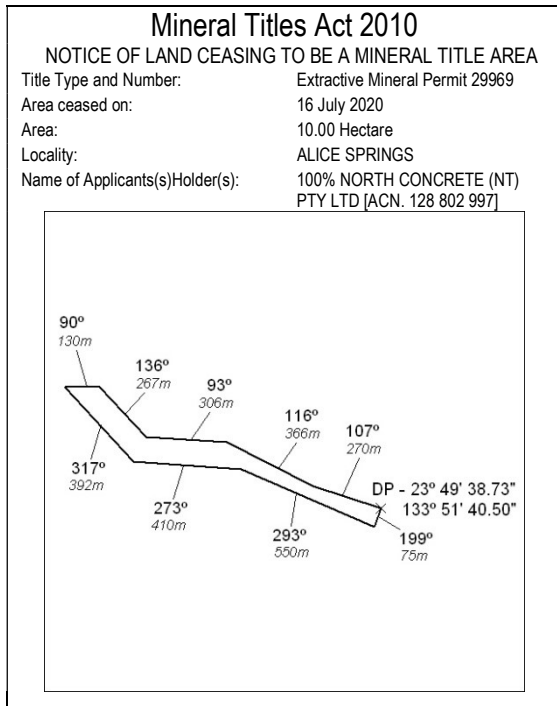 Mineral Titles Act 2010
NOTICE OF LAND CEASING TO BE A MINERAL TITLE AREA
Title Type and Number: Extractive Mineral Permit 29969
Area ceased on: 16 July 2020
Area: 10.00 Hectare
Locality: ALICE SPRINGS
Name of Applicants(s)Holder(s): 100% NORTH CONCRETE (NT)
PTY LTD [ACN. 128 802 997]
90º
130m
136º
267m
93º
306m
116º
366m
107º
270m
DP - 23º 49' 38.73"
133º 51' 40.50"
317º
392m
273º
410m
293º
550m
199º
75m